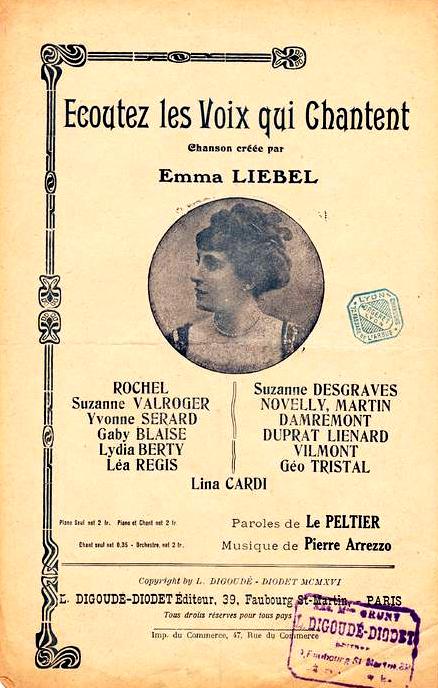 Ecoutez les Voix qui Chantent
Chanson créée par
Emma LIEBEL
LYON
LYON
ROCHEL
Suzanne VALROGER
Yvonne SERARD
Gaby BLAISE
Lydia BERTY
Léa REGIS
Suzanne DESGRAVES
NOVELLY, MARTIN
DAMREMONT
DUPRAT LIENARD
VILMONT
Géo TRISTAL
Lina CARDI
Piano Seul net 2 fr. Piano et Chant net 2 fr
Chant seul net 0,35 - Orchestre, net 2 fr.
Paroles de Le PELTIER
Musique de Pierre Arrezzo
Copyright by L. DIGOUDÉ - DIODET MCMXVI
L. DIGOUDÉ-DIODET Éditeur, 39, Faubourg St-Martin, PARIS
Tous droits réservés pour tous pays
Imp. du Commerce, 47, Rue du Commerce
L. DIGOUDÉ-DIODET
Faubourg St-Martin